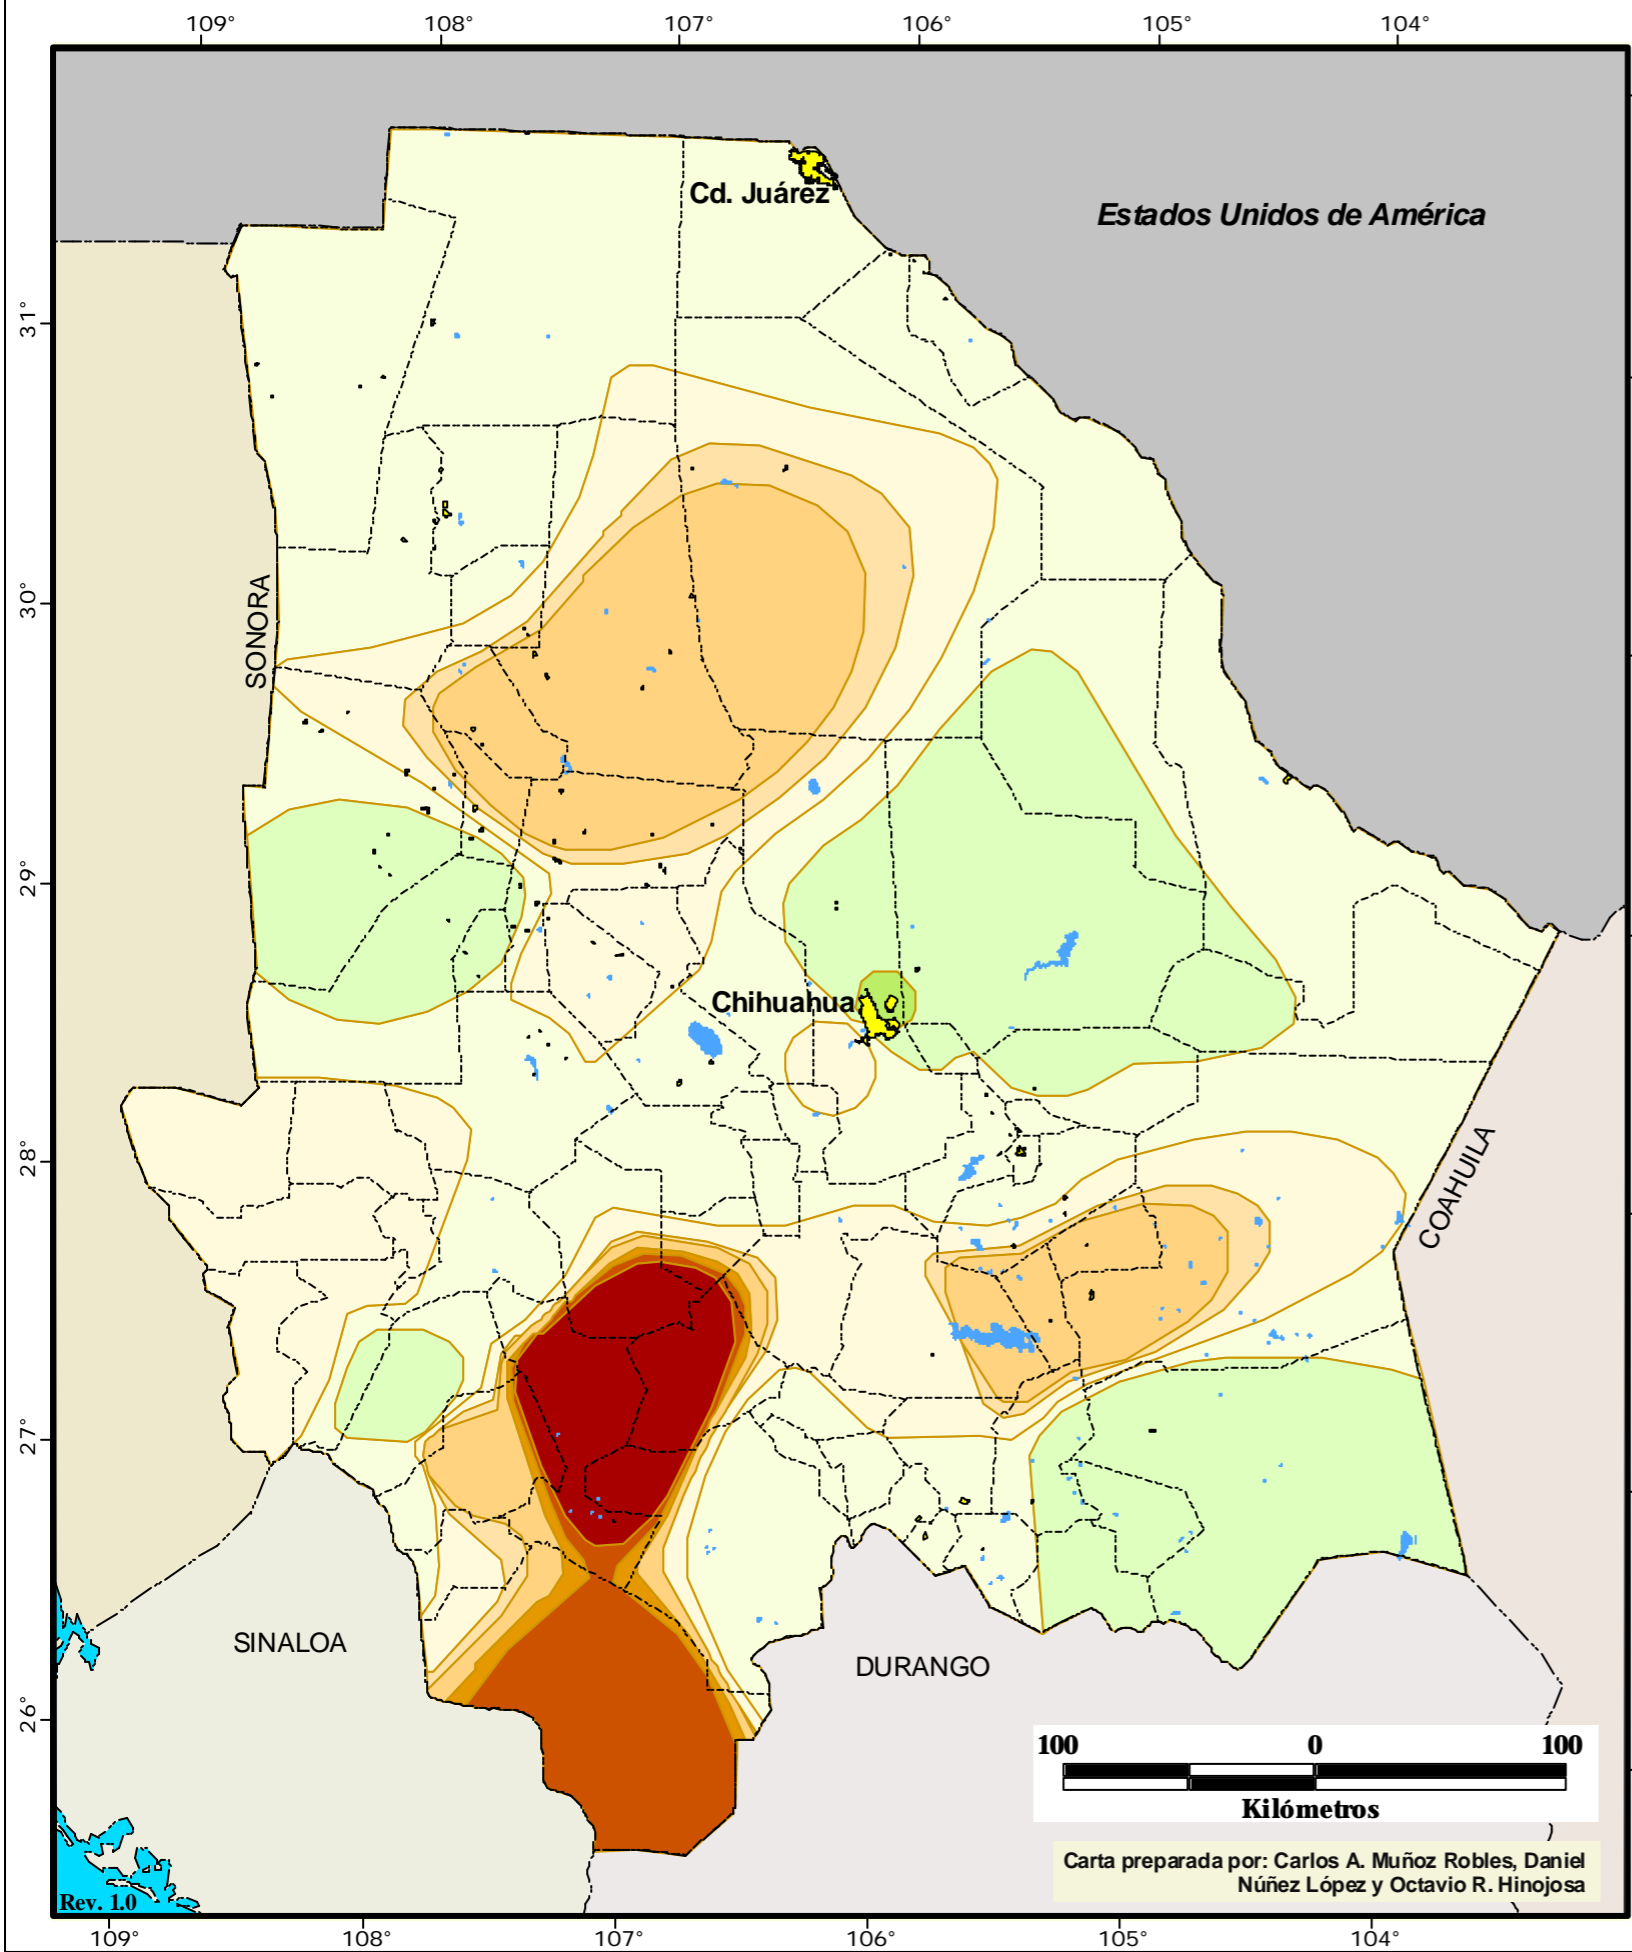 109° 108° 107° 106° 105° 104°
Cd. Juárez
Estados Unidos de América
31°
30°
SONORA
29°
Chihuahua
28°
COAHUILA
27°
SINALOA
DURANGO
26°
100 0 100
Kilómetros
Carta preparada por: Carlos A. Muñoz Robles, Daniel
Núñez López y Octavio R. Hinojosa
Rev. 1.0
109° 108° 107° 106° 105° 104°